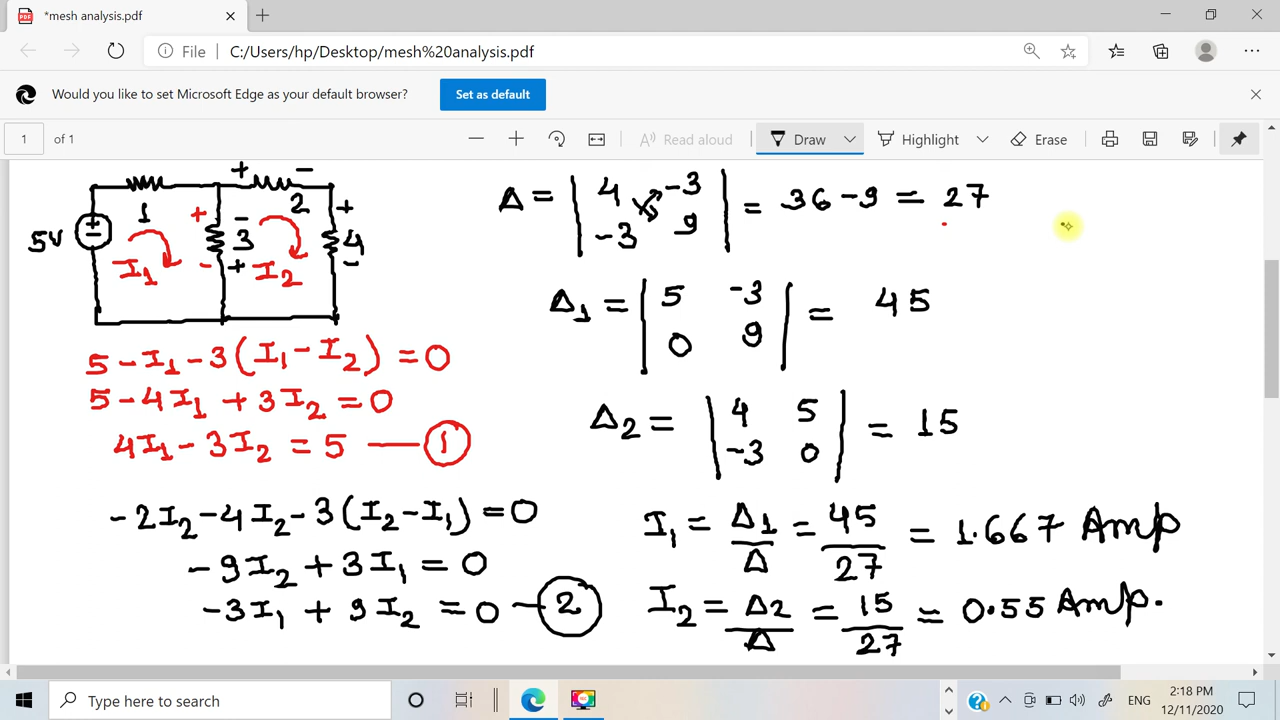 *mesh analysis.pdf
File C:/Users/hp/Desktop/mesh%20analysis.pdf
Would you like to set Microsoft Edge as your default browser? Set as default
1 of 1
Read aloud Draw Highlight Erase
+ -
1 2
5V + - + - 3 + - + 4 -
I₁ I₂
5 - I₁ - 3 (I₁ - I₂) = 0
5 - 4I₁ + 3I₂ = 0
4I₁ - 3I₂ = 5 — 1
-2I₂ - 4I₂ - 3 (I₂ - I₁) = 0
-9I₂ + 3I₁ = 0
-3I₁ + 9I₂ = 0 — 2
Δ = | 4 -3 | = 36 - 9 = 27
| -3 9 |
Δ₁ = | 5 -3 | = 45
| 0 9 |
Δ₂ = | 4 5 | = 15
| -3 0 |
I₁ = Δ₁/Δ = 45/27 = 1.667 Amp
I₂ = Δ₂/Δ = 15/27 = 0.55 Amp.
Type here to search
ENG
2:18 PM
12/11/2020